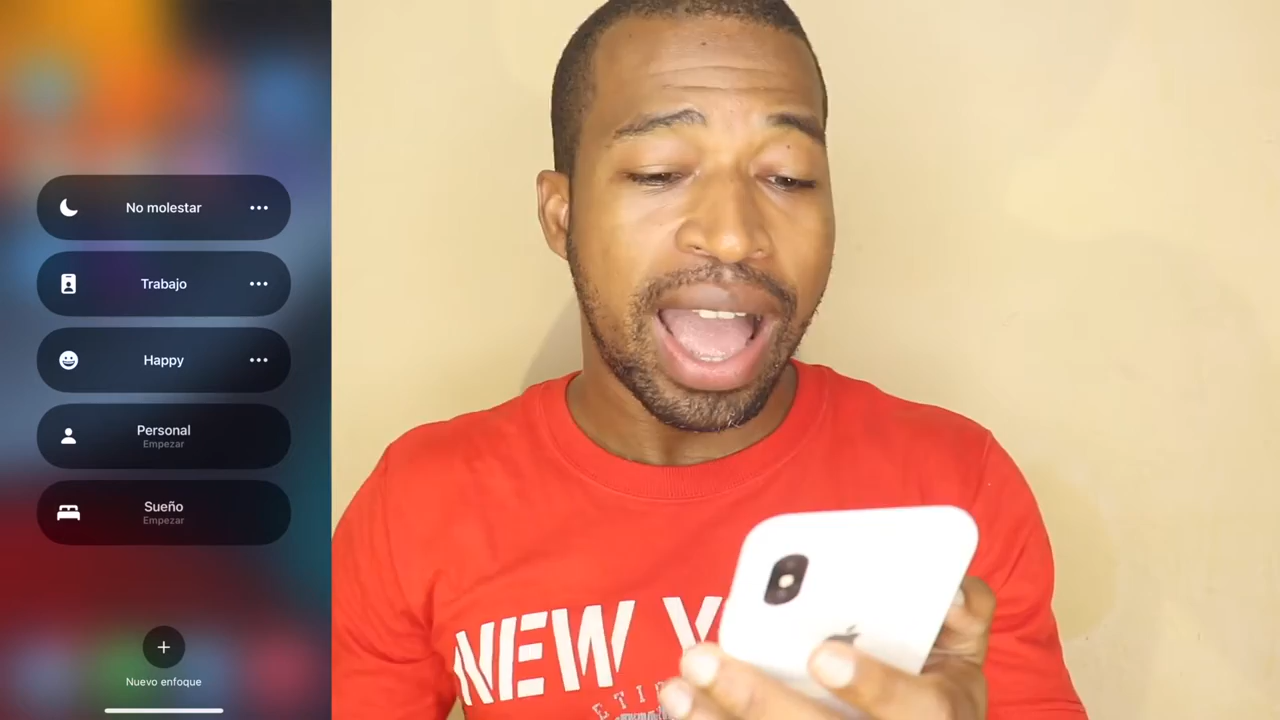 No molestar
Trabajo
Happy
Personal
Empezar
Sueño
Empezar
Nuevo enfoque
NEW